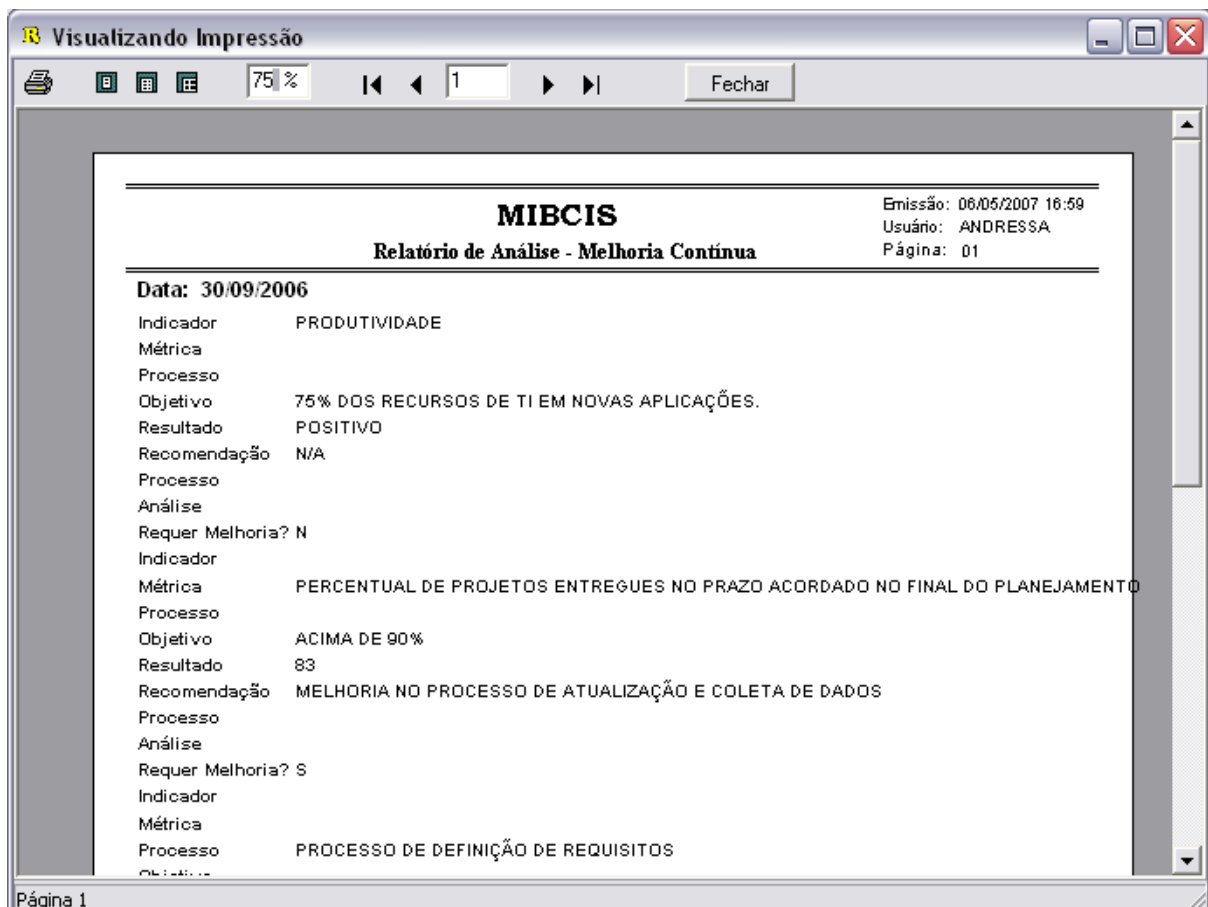 Visualizando Impressão
75 % 1 Fechar
MIBCIS
Relatório de Análise - Melhoria Contínua
Emissão: 06/05/2007 16:59
Usuário: ANDRESSA
Página: 01
Data: 30/09/2006
Indicador PRODUTIVIDADE
Métrica
Processo
Objetivo 75% DOS RECURSOS DE TI EM NOVAS APLICAÇÕES.
Resultado POSITIVO
Recomendação N/A
Processo
Análise
Requer Melhoria? N
Indicador
Métrica PERCENTUAL DE PROJETOS ENTREGUES NO PRAZO ACORDADO NO FINAL DO PLANEJAMENTO
Processo
Objetivo ACIMA DE 90%
Resultado 83
Recomendação MELHORIA NO PROCESSO DE ATUALIZAÇÃO E COLETA DE DADOS
Processo
Análise
Requer Melhoria? S
Indicador
Métrica
Processo PROCESSO DE DEFINIÇÃO DE REQUISITOS
Página 1